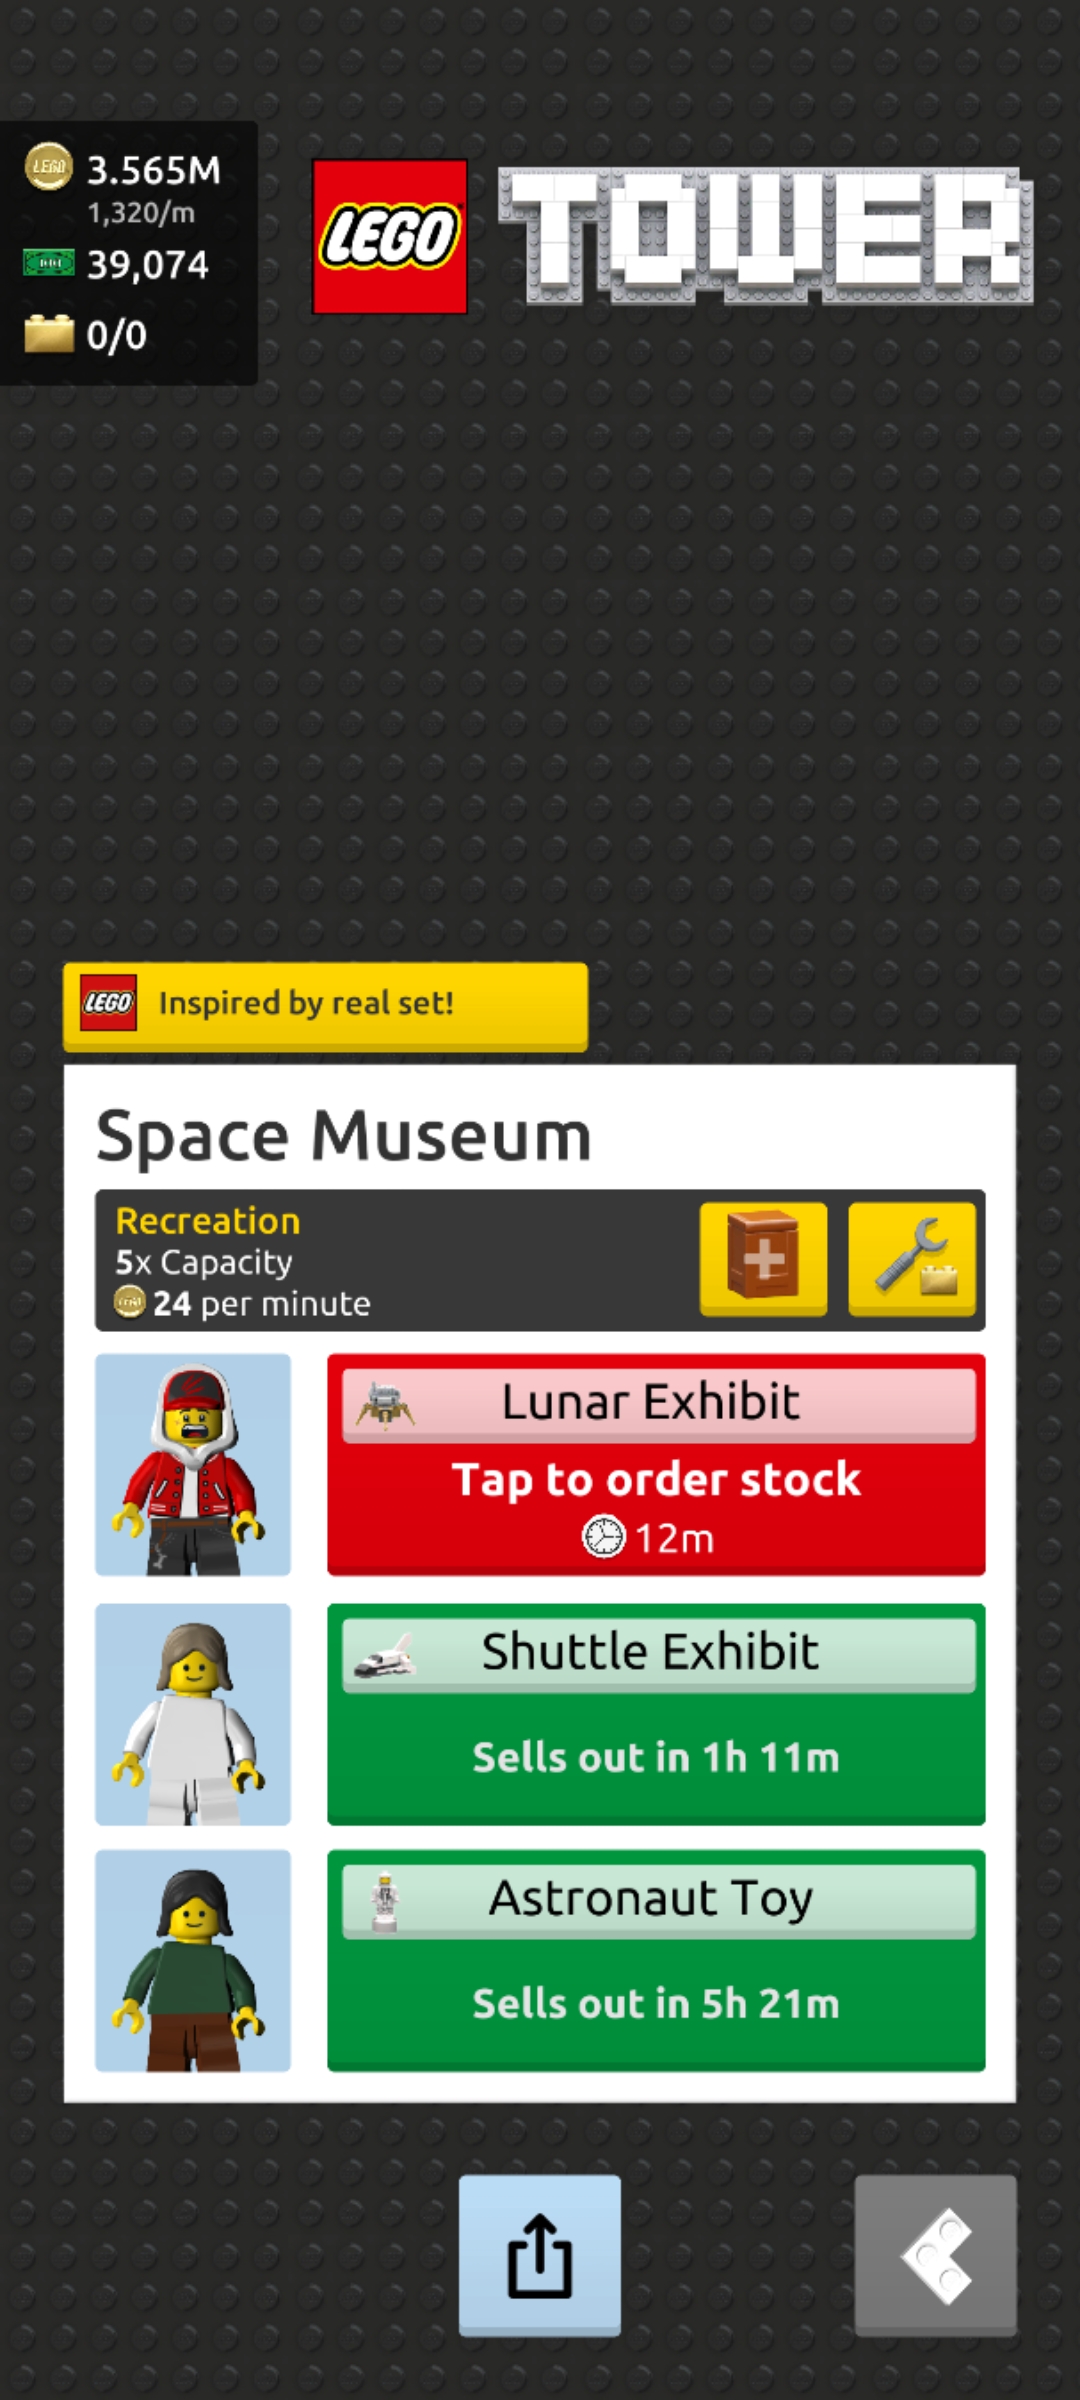 LEGO
3.565M
1,320/m
39,074
0/0
LEGO TOWER
LEGO Inspired by real set!
Space Museum
Recreation
5x Capacity
24 per minute
Lunar Exhibit
Tap to order stock
12m
Shuttle Exhibit
Sells out in 1h 11m
Astronaut Toy
Sells out in 5h 21m